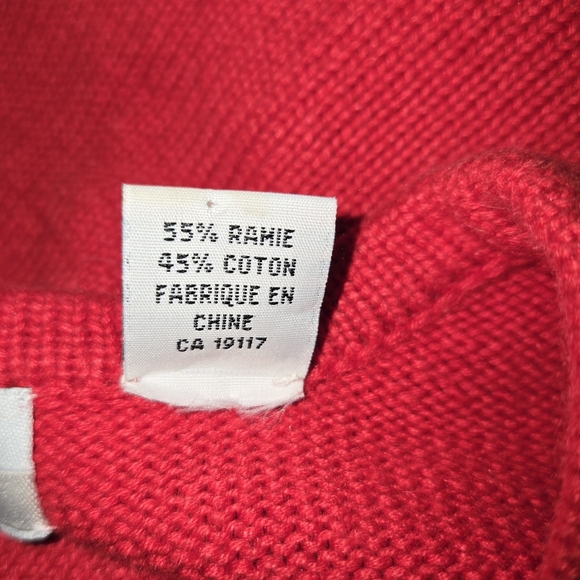 55% RAMIE
45% COTON
FABRIQUE EN
CHINE
CA 19117